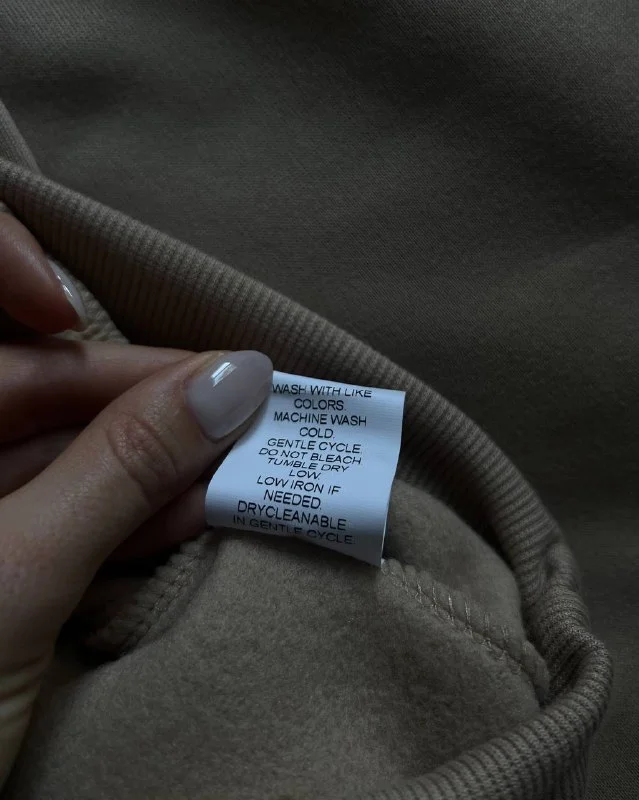 WASH WITH LIKE
COLORS.
MACHINE WASH
COLD.
GENTLE CYCLE.
DO NOT BLEACH
TUMBLE DRY
LOW.
LOW IRON IF
NEEDED.
DRYCLEANABLE
IN GENTLE CYCLE.